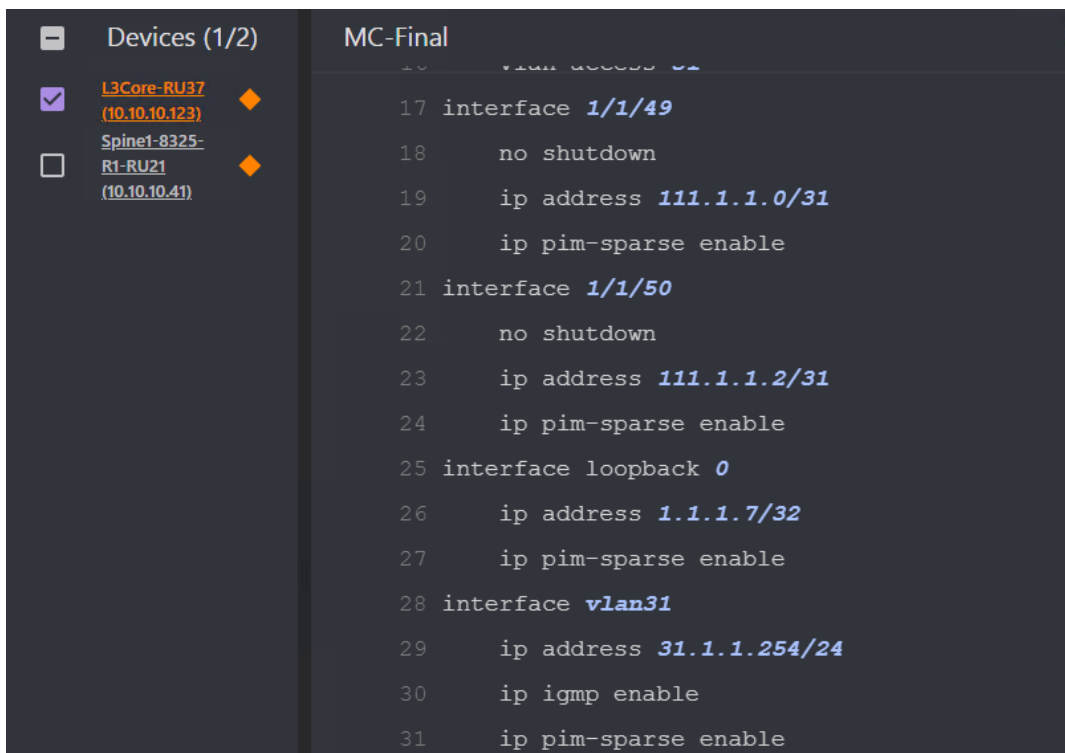 Devices (1/2)
L3Core-RU37
(10.10.10.123)
Spine1-8325-
R1-RU21
(10.10.10.41)
MC-Final
16 vlan access 31
17 interface 1/1/49
18 no shutdown
19 ip address 111.1.1.0/31
20 ip pim-sparse enable
21 interface 1/1/50
22 no shutdown
23 ip address 111.1.1.2/31
24 ip pim-sparse enable
25 interface loopback 0
26 ip address 1.1.1.7/32
27 ip pim-sparse enable
28 interface vlan31
29 ip address 31.1.1.254/24
30 ip igmp enable
31 ip pim-sparse enable